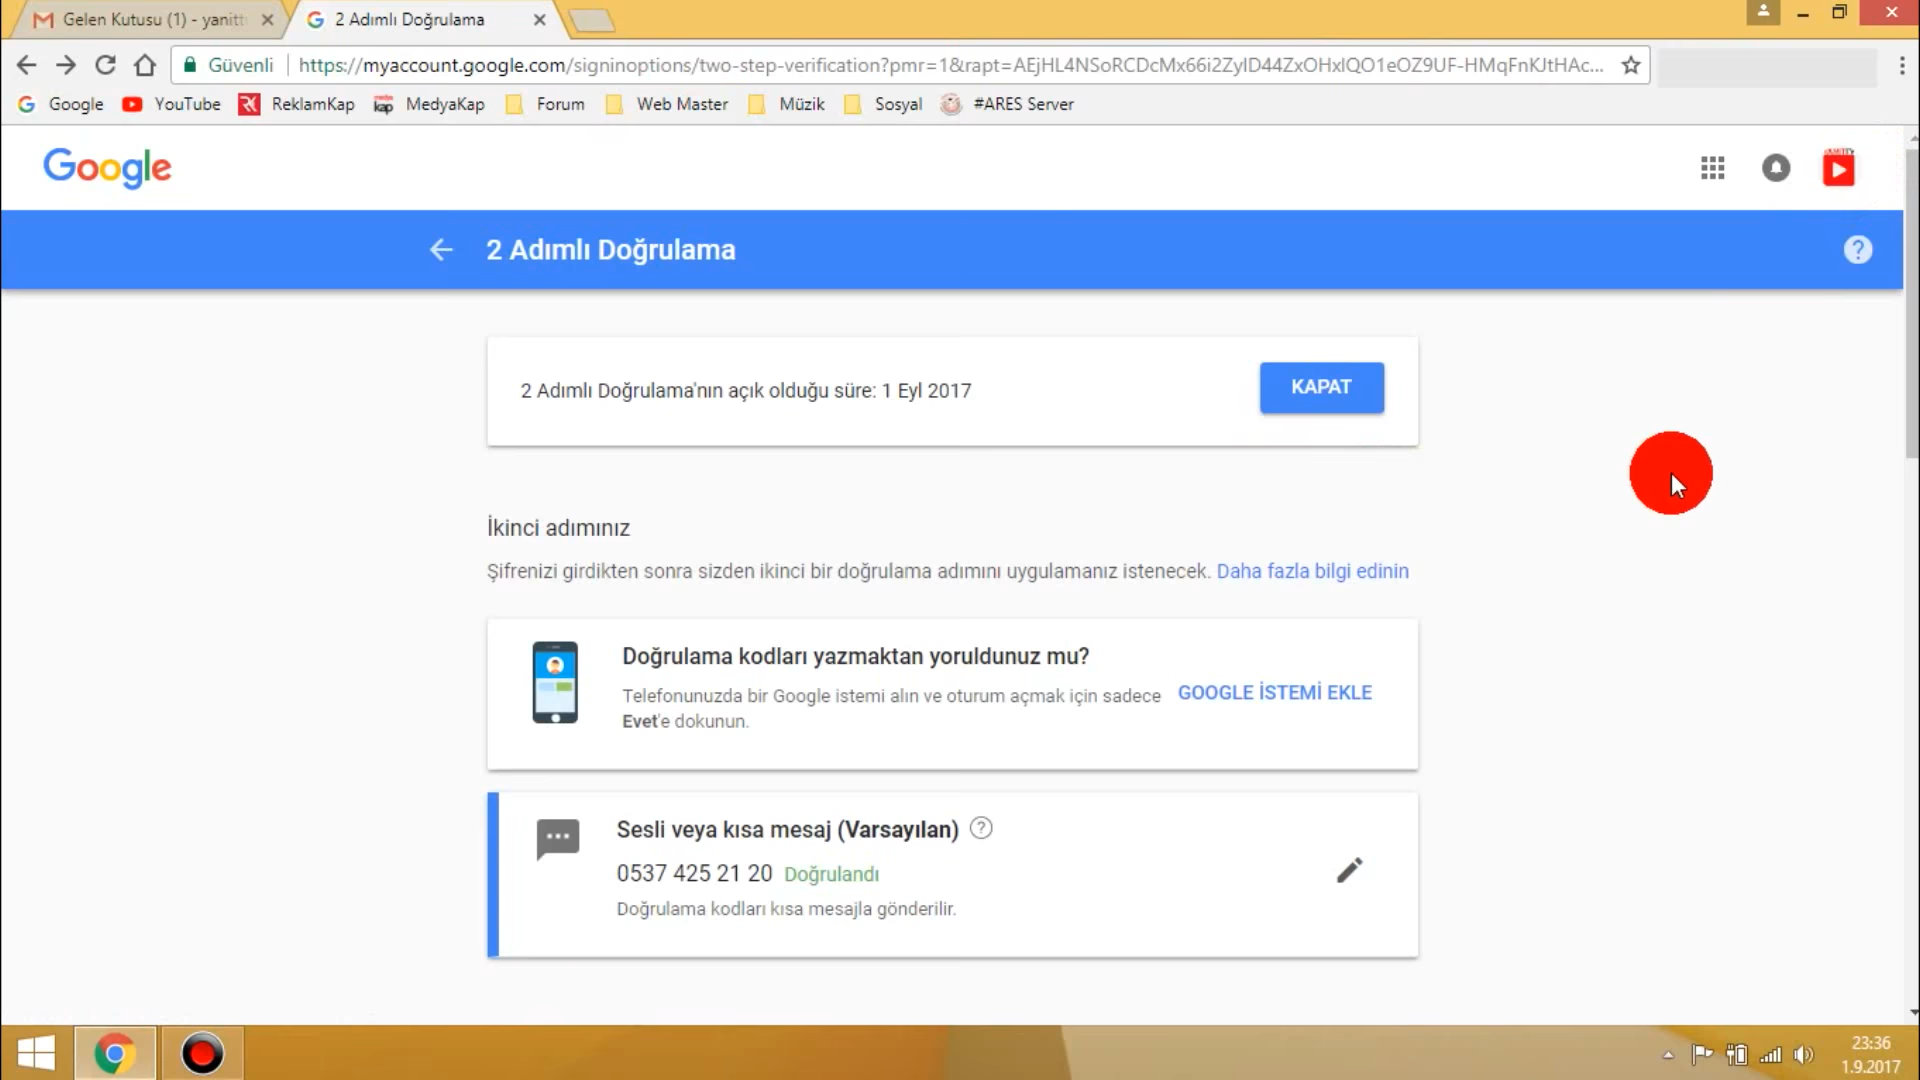 Gelen Kutusu (1) - yanitt
2 Adımlı Doğrulama
Güvenli
https://myaccount.google.com/signinoptions/two-step-verification?pmr=1&rapt=AEjHL4NSoRCDcMx66i2ZyID44ZxOHxIQO1eOZ9UF-HMqFnKJtHAc...
Google YouTube ReklamKap MedyaKap Forum Web Master Müzik Sosyal #ARES Server
Google
2 Adımlı Doğrulama
2 Adımlı Doğrulama'nın açık olduğu süre: 1 Eyl 2017
KAPAT
İkinci adımınız
Şifrenizi girdikten sonra sizden ikinci bir doğrulama adımını uygulamanız istenecek. Daha fazla bilgi edinin
Doğrulama kodları yazmaktan yoruldunuz mu?
Telefonunuzda bir Google istemi alın ve oturum açmak için sadece
Evet'e dokunun.
GOOGLE İSTEMİ EKLE
Sesli veya kısa mesaj (Varsayılan)
0537 425 21 20 Doğrulandı
Doğrulama kodları kısa mesajla gönderilir.
23:36
1.9.2017